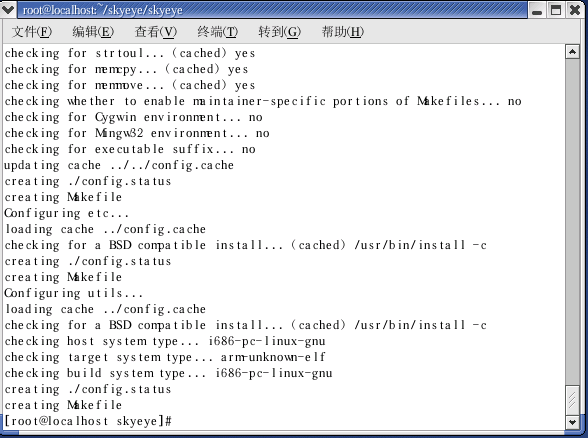 root@localhost:~/skyeye/skyeye
文件(F) 编辑(E) 查看(V) 终端(T) 转到(G) 帮助(H)
checking for strtoul... (cached) yes
checking for memcpy... (cached) yes
checking for memmove... (cached) yes
checking whether to enable maintainer-specific portions of Makefiles... no
checking for Cygwin environment... no
checking for Mingw32 environment... no
checking for executable suffix... no
updating cache ../../config.cache
creating ./config.status
creating Makefile
Configuring etc...
loading cache ../config.cache
checking for a BSD compatible install... (cached) /usr/bin/install -c
creating ./config.status
creating Makefile
Configuring utils...
loading cache ../config.cache
checking for a BSD compatible install... (cached) /usr/bin/install -c
checking host system type... i686-pc-linux-gnu
checking target system type... arm-unknown-elf
checking build system type... i686-pc-linux-gnu
creating ./config.status
creating Makefile
[root@localhost skyeye]#